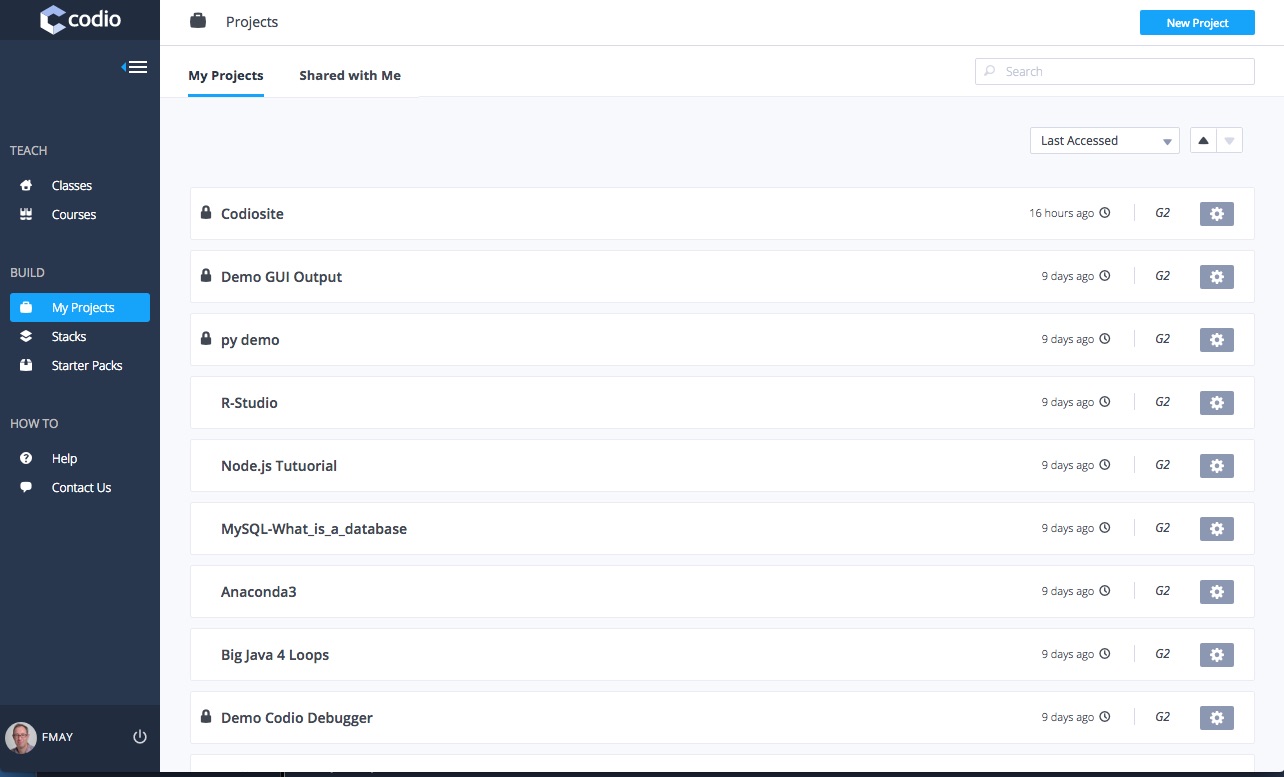 codio
Projects
New Project
My Projects
Shared with Me
Search
TEACH
Classes
Courses
BUILD
My Projects
Stacks
Starter Packs
HOW TO
? Help
Contact Us
FMAY
Last Accessed
Codiosite 16 hours ago G2
Demo GUI Output 9 days ago G2
py demo 9 days ago G2
R-Studio 9 days ago G2
Node.js Tutuorial 9 days ago G2
MySQL-What_is_a_database 9 days ago G2
Anaconda3 9 days ago G2
Big Java 4 Loops 9 days ago G2
Demo Codio Debugger 9 days ago G2